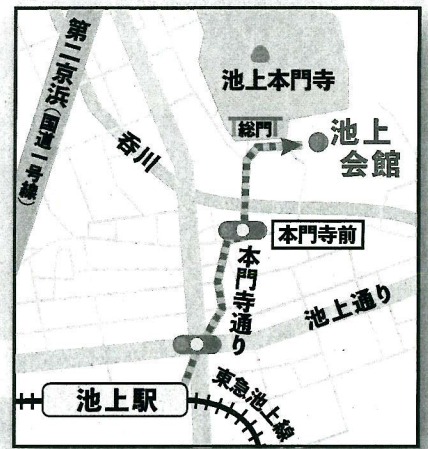 第二京浜(国道一号線)
池上本門寺
総門
池上
会館
呑川
本門寺前
本門寺通り
池上通り
池上駅
東急池上線